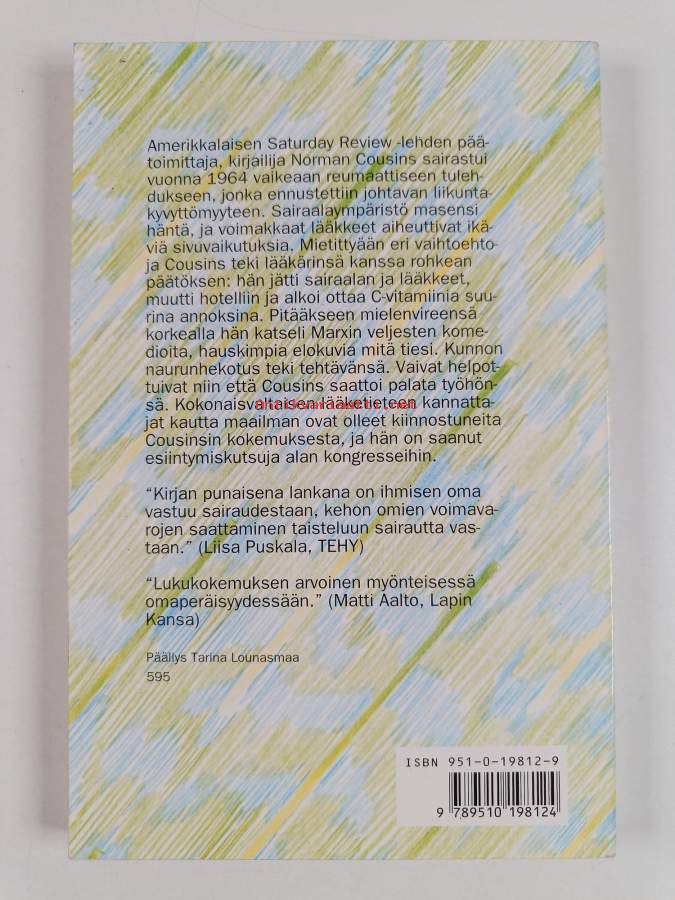 Amerikkalaisen Saturday Review -lehden pää-
toimittaja, kirjailija Norman Cousins sairastui
vuonna 1964 vaikeaan reumaattiseen tuleh-
dukseen, jonka ennustettiin johtavan liikunta-
kyvyttömyyteen. Sairaalaympäristö masensi
häntä, ja voimakkaat lääkkeet aiheuttivat ikä-
viä sivuvaikutuksia. Mietittyään eri vaihtoehto-
ja Cousins teki lääkärinsä kanssa rohkean
päätöksen: hän jätti sairaalan ja lääkkeet,
muutti hotelliin ja alkoi ottaa C-vitamiinia suu-
rina annoksina. Pitääkseen mielenvireensä
korkealla hän katseli Marxin veljesten kome-
dioita, hauskimpia elokuvia mitä tiesi. Kunnon
naurunhekotus teki tehtävänsä. Vaivat helpot-
tuivat niin että Cousins saattoi palata työhön-
sä. Kokonaisvaltaisen lääketieteen kannatta-
jat kautta maailman ovat olleet kiinnostuneita
Cousinsin kokemuksesta, ja hän on saanut
esiintymiskutsuja alan kongresseihin.
"Kirjan punaisena lankana on ihmisen oma
vastuu sairaudestaan, kehon omien voimava-
rojen saattaminen taisteluun sairautta vas-
taan." (Liisa Puskala, TEHY)
"Lukukokemuksen arvoinen myönteisessä
omaperäisyydessään." (Matti Aalto, Lapin
Kansa)
Päällys Tarina Lounasmaa
595
ISBN 951-0-19812-9
9 789510 198124